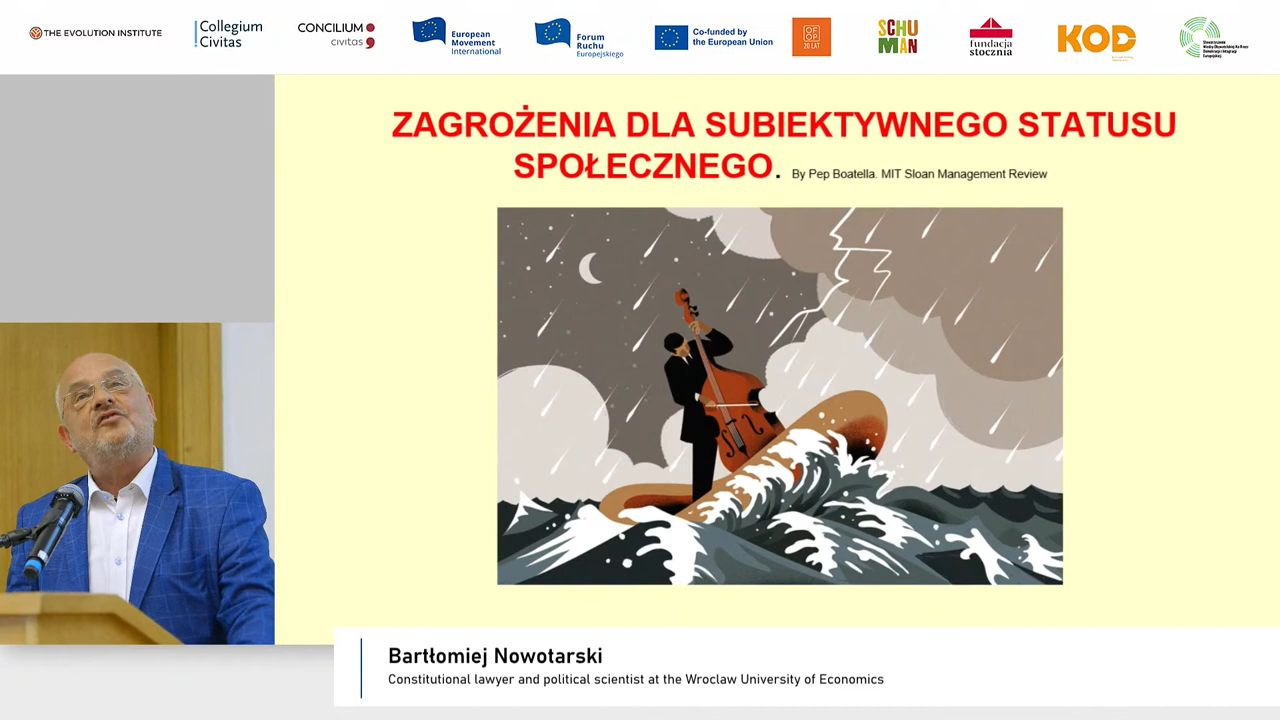 THE EVOLUTION INSTITUTE
Collegium
Civitas
CONCILIUM
civitas
European
Movement
International
Forum
Ruchu
Europejskiego
Co-funded by
the European Union
OF
OP
20 LAT
SCHU
MAN
fundacja
stocznia
KOD
ZAGROŻENIA DLA SUBIEKTYWNEGO STATUSU
SPOŁECZNEGO. By Pep Boatella. MIT Sloan Management Review
Bartłomiej Nowotarski
Constitutional lawyer and political scientist at the Wroclaw University of Economics